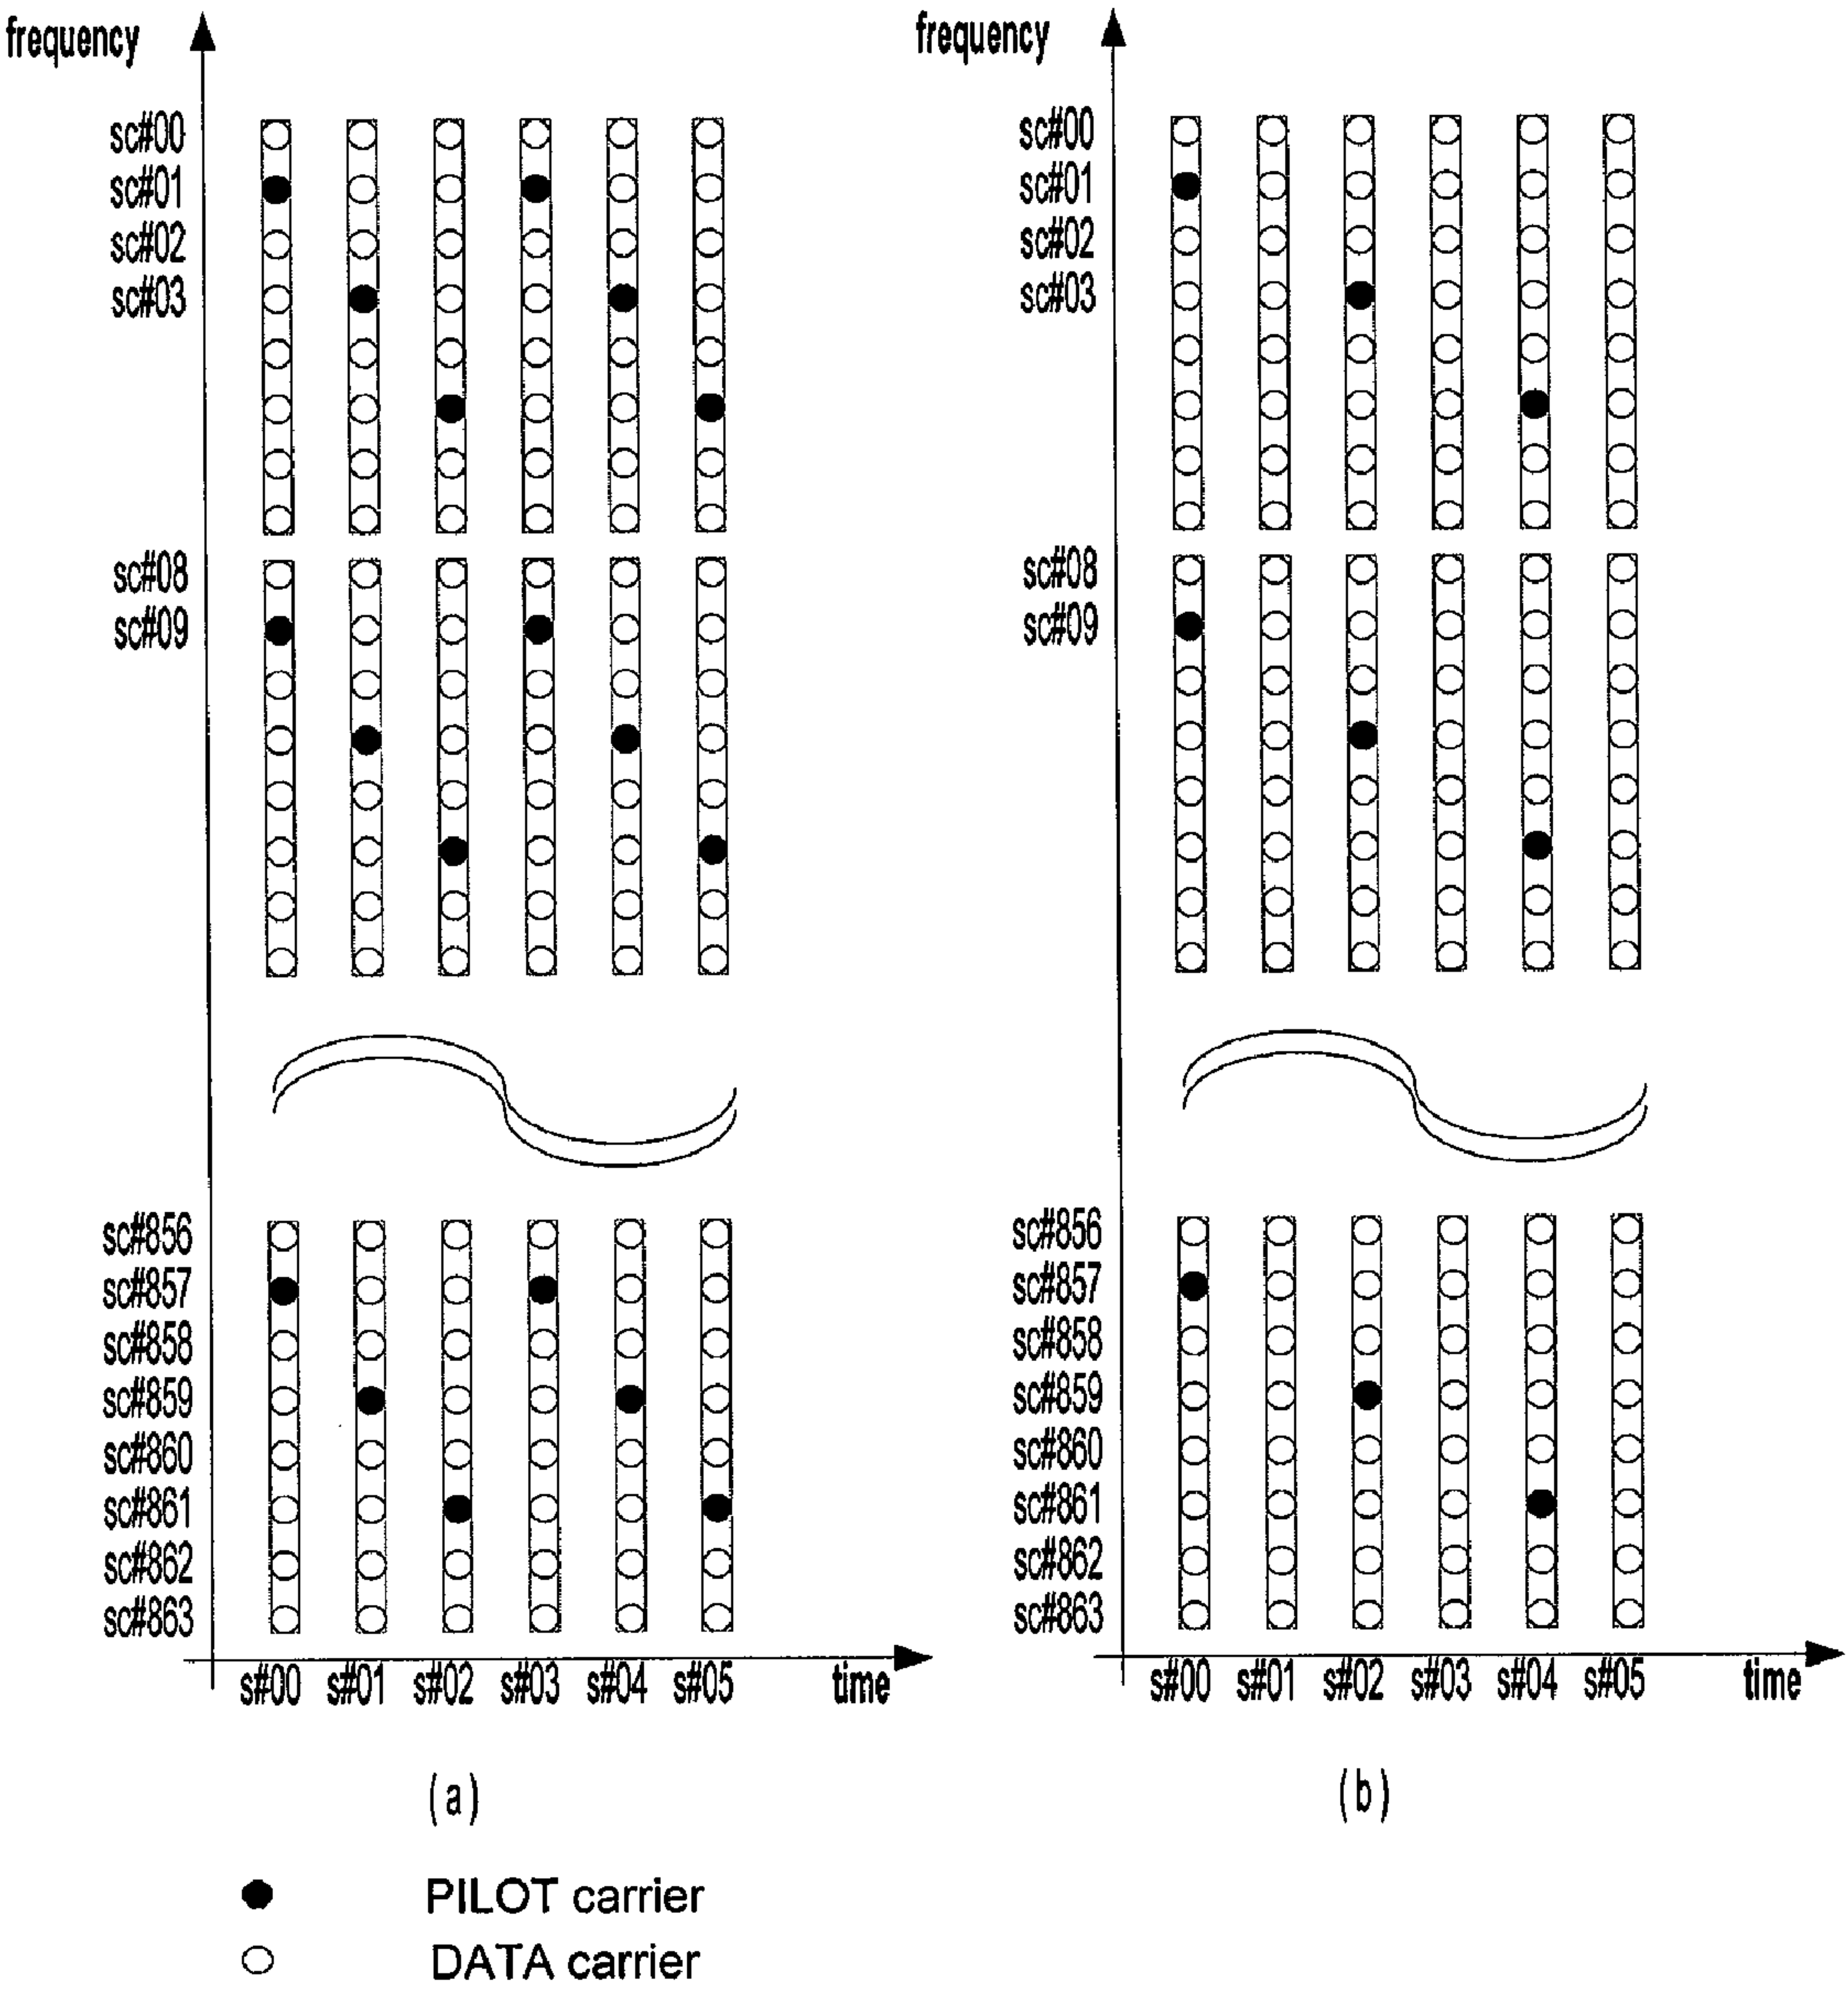 frequency
sc#00
sc#01
sc#02
sc#03
sc#08
sc#09
sc#856
sc#857
sc#858
sc#859
sc#860
sc#861
sc#862
sc#863
s#00 s#01 s#02 s#03 s#04 s#05 time
(a)
frequency
sc#00
sc#01
sc#02
sc#03
sc#08
sc#09
sc#856
sc#857
sc#858
sc#859
sc#860
sc#861
sc#862
sc#863
s#00 s#01 s#02 s#03 s#04 s#05 time
(b)
PILOT carrier
DATA carrier